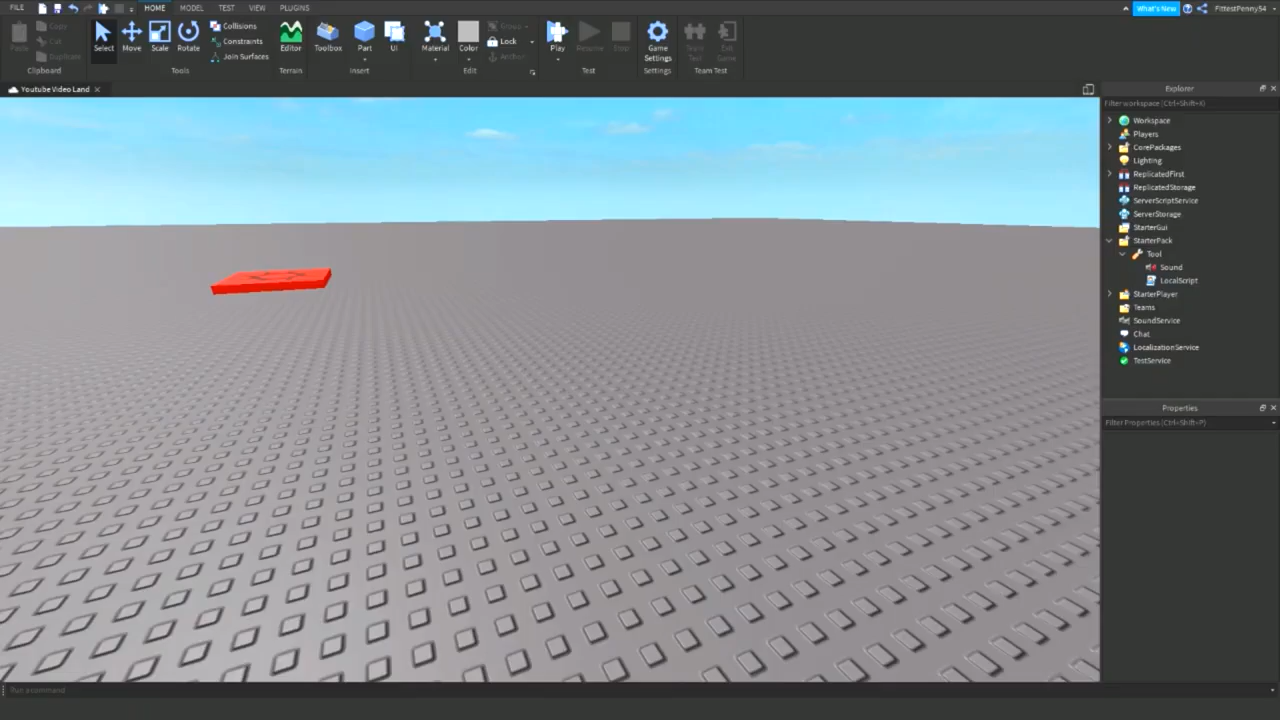 FILE HOME MODEL TEST VIEW PLUGINS What's New FittestPenny54
Paste Copy Cut Duplicate Select Move Scale Rotate Collisions Constraints Join Surfaces Editor Toolbox Part UI Material Color Group Lock Anchor Play Resume Stop Game Settings Team Test Exit Game
Clipboard Tools Terrain Insert Edit Test Settings Team Test
Youtube Video Land
Explorer
Filter workspace (Ctrl+Shift+X)
Workspace
Players
CorePackages
Lighting
ReplicatedFirst
ReplicatedStorage
ServerScriptService
ServerStorage
StarterGui
StarterPack
Tool
Sound
LocalScript
StarterPlayer
Teams
SoundService
Chat
LocalizationService
TestService
Properties
Filter Properties (Ctrl+Shift+P)
Run a command